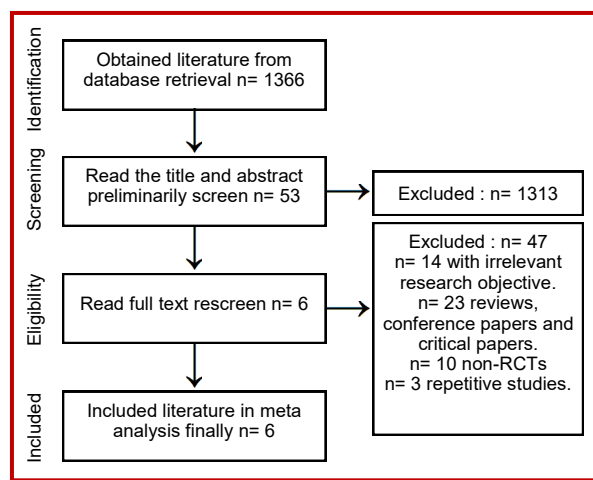 Identification
Obtained literature from
database retrieval n= 1366
Screening
Read the title and abstract
preliminarily screen n= 53
Excluded : n= 1313
Eligibility
Read full text rescreen n= 6
Excluded : n= 47
n= 14 with irrelevant
research objective.
n= 23 reviews,
conference papers and
critical papers.
n= 10 non-RCTs
n= 3 repetitive studies.
Included
Included literature in meta
analysis finally n= 6